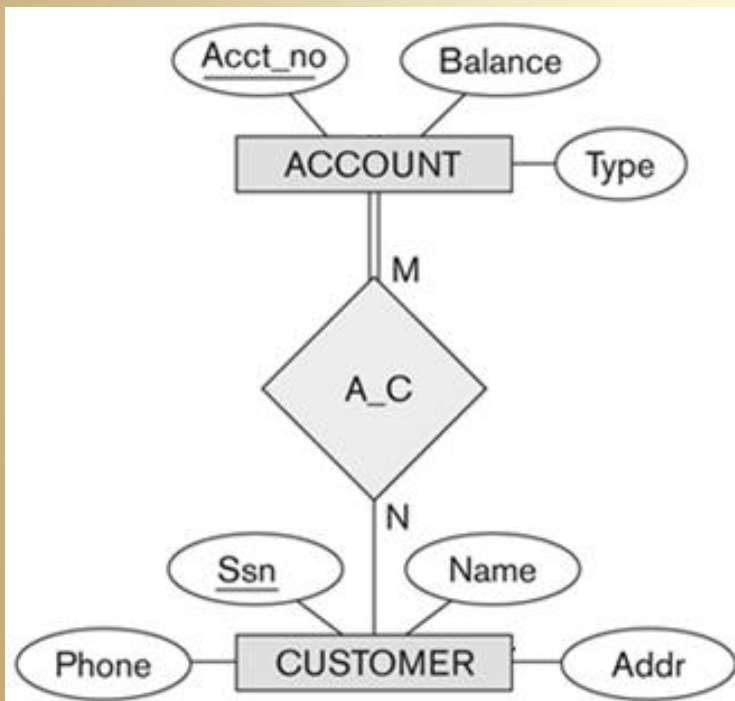 Acct_no
Balance
ACCOUNT
Type
M
A_C
N
Ssn
Name
Phone
CUSTOMER
Addr